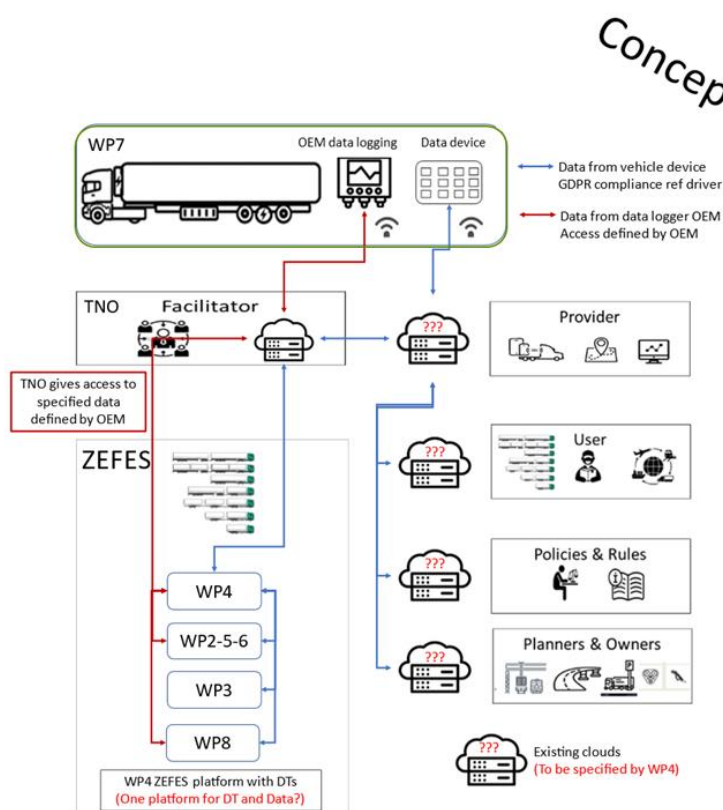 Concep
WP7
OEM data logging
Data device
Data from vehicle device
GDPR compliance ref driver
Data from data logger OEM
Access defined by OEM
TNO
Facilitator
???
Provider
TNO gives access to
specified data
defined by OEM
ZEFES
???
User
WP4
???
Policies & Rules
WP2-5-6
WP3
???
Planners & Owners
P
WP8
WP4 ZEFES platform with DTs
(One platform for DT and Data?)
???
Existing clouds
(To be specified by WP4)